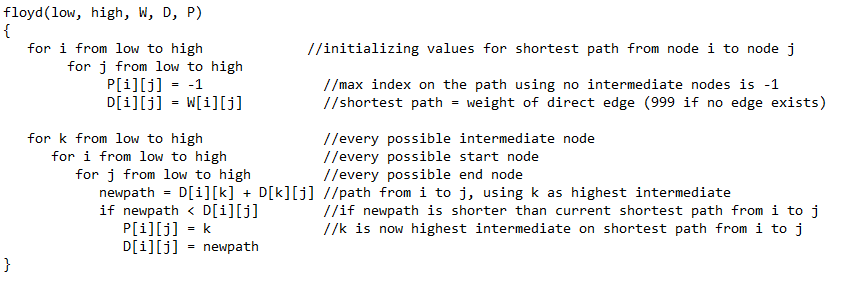 floyd(low, high, W, D, P)
{
for i from low to high //initializing values for shortest path from node i to node j
for j from low to high
P[i][j] = -1 //max index on the path using no intermediate nodes is -1
D[i][j] = W[i][j] //shortest path = weight of direct edge (999 if no edge exists)
for k from low to high //every possible intermediate node
for i from low to high //every possible start node
for j from low to high //every possible end node
newpath = D[i][k] + D[k][j] //path from i to j, using k as highest intermediate
if newpath < D[i][j] //if newpath is shorter than current shortest path from i to j
P[i][j] = k //k is now highest intermediate on shortest path from i to j
D[i][j] = newpath
}